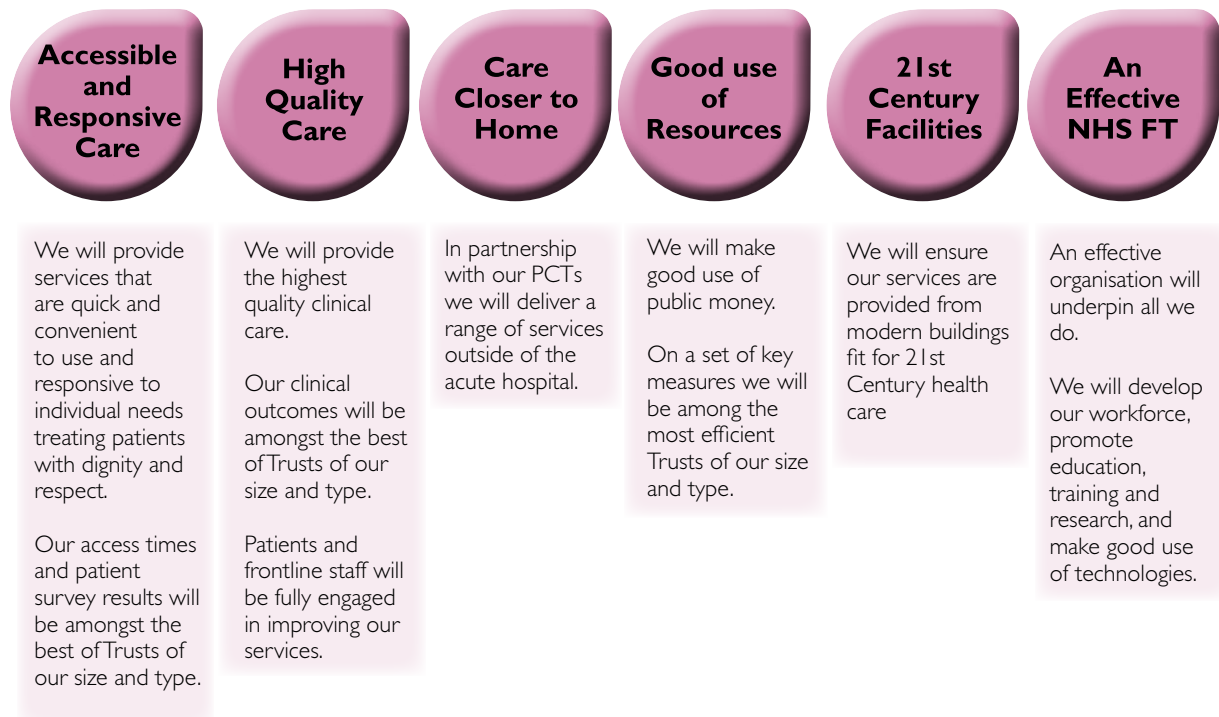 Accessible
and
Responsive
Care
We will provide
services that
are quick and
convenient
to use and
responsive to
individual needs
treating patients
with dignity and
respect.
Our access times
and patient
survey results will
be amongst the
best of Trusts of
our size and type.
High
Quality
Care
We will provide
the highest
quality clinical
care.
Our clinical
outcomes will be
amongst the best
of Trusts of our
size and type.
Patients and
frontline staff will
be fully engaged
in improving our
services.
Care
Closer to
Home
In partnership
with our PCTs
we will deliver a
range of services
outside of the
acute hospital.
Good use
of
Resources
We will make
good use of
public money.
On a set of key
measures we will
be among the
most efficient
Trusts of our size
and type.
21st
Century
Facilities
We will ensure
our services are
provided from
modern buildings
fit for 21st
Century health
care
An
Effective
NHS FT
An effective
organisation will
underpin all we
do.
We will develop
our workforce,
promote
education,
training and
research, and
make good use
of technologies.